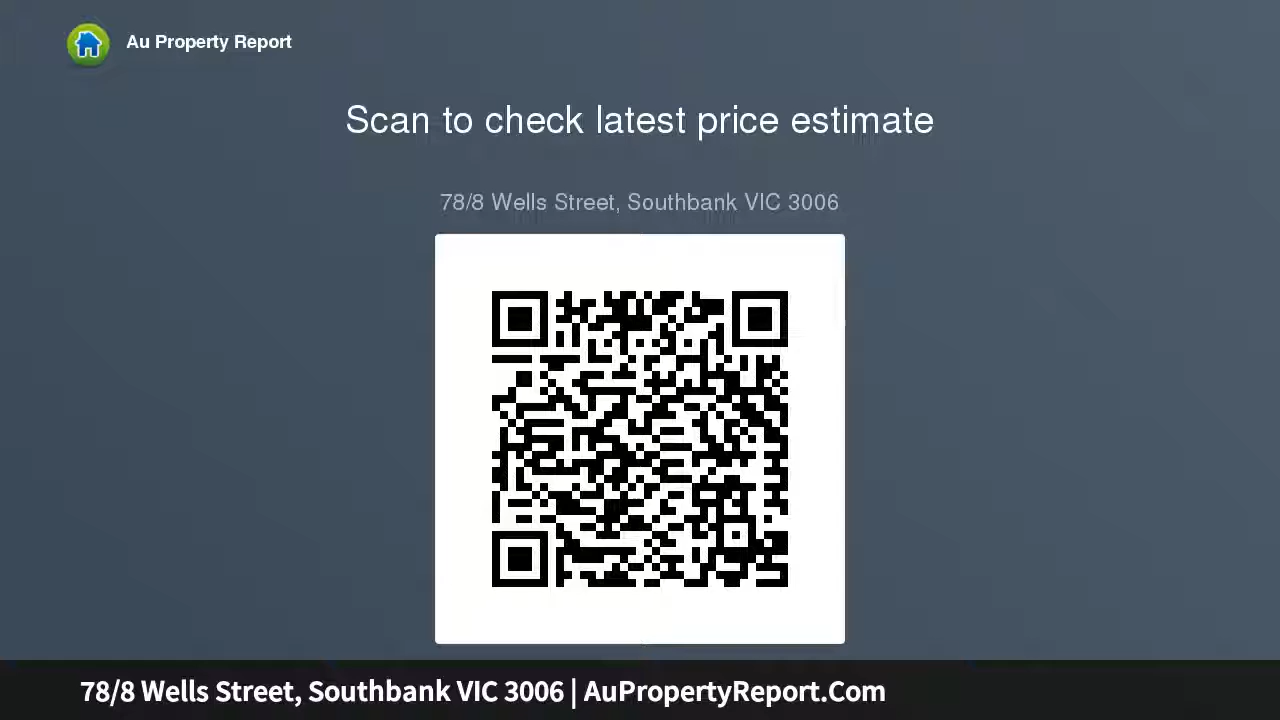 Au Property Report
Scan to check latest price estimate
78/8 Wells Street, Southbank VIC 3006
78/8 Wells Street, Southbank VIC 3006 | AuPropertyReport.Com